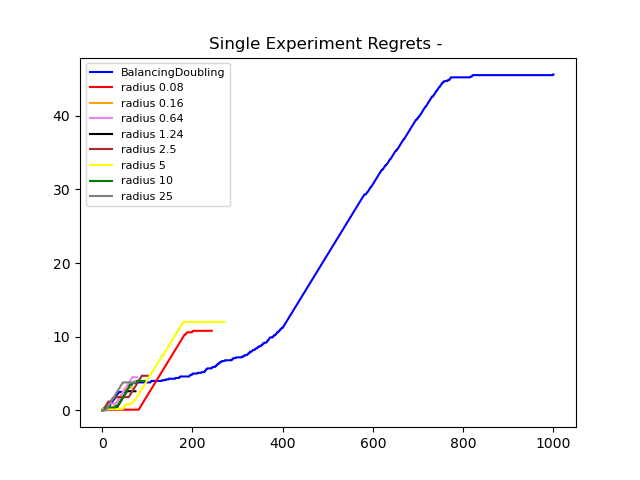 Single Experiment Regrets -
BalancingDoubling
radius 0.08
radius 0.16
radius 0.64
radius 1.24
radius 2.5
radius 5
radius 10
radius 25
40
30
20
10
0
0 200 400 600 800 1000